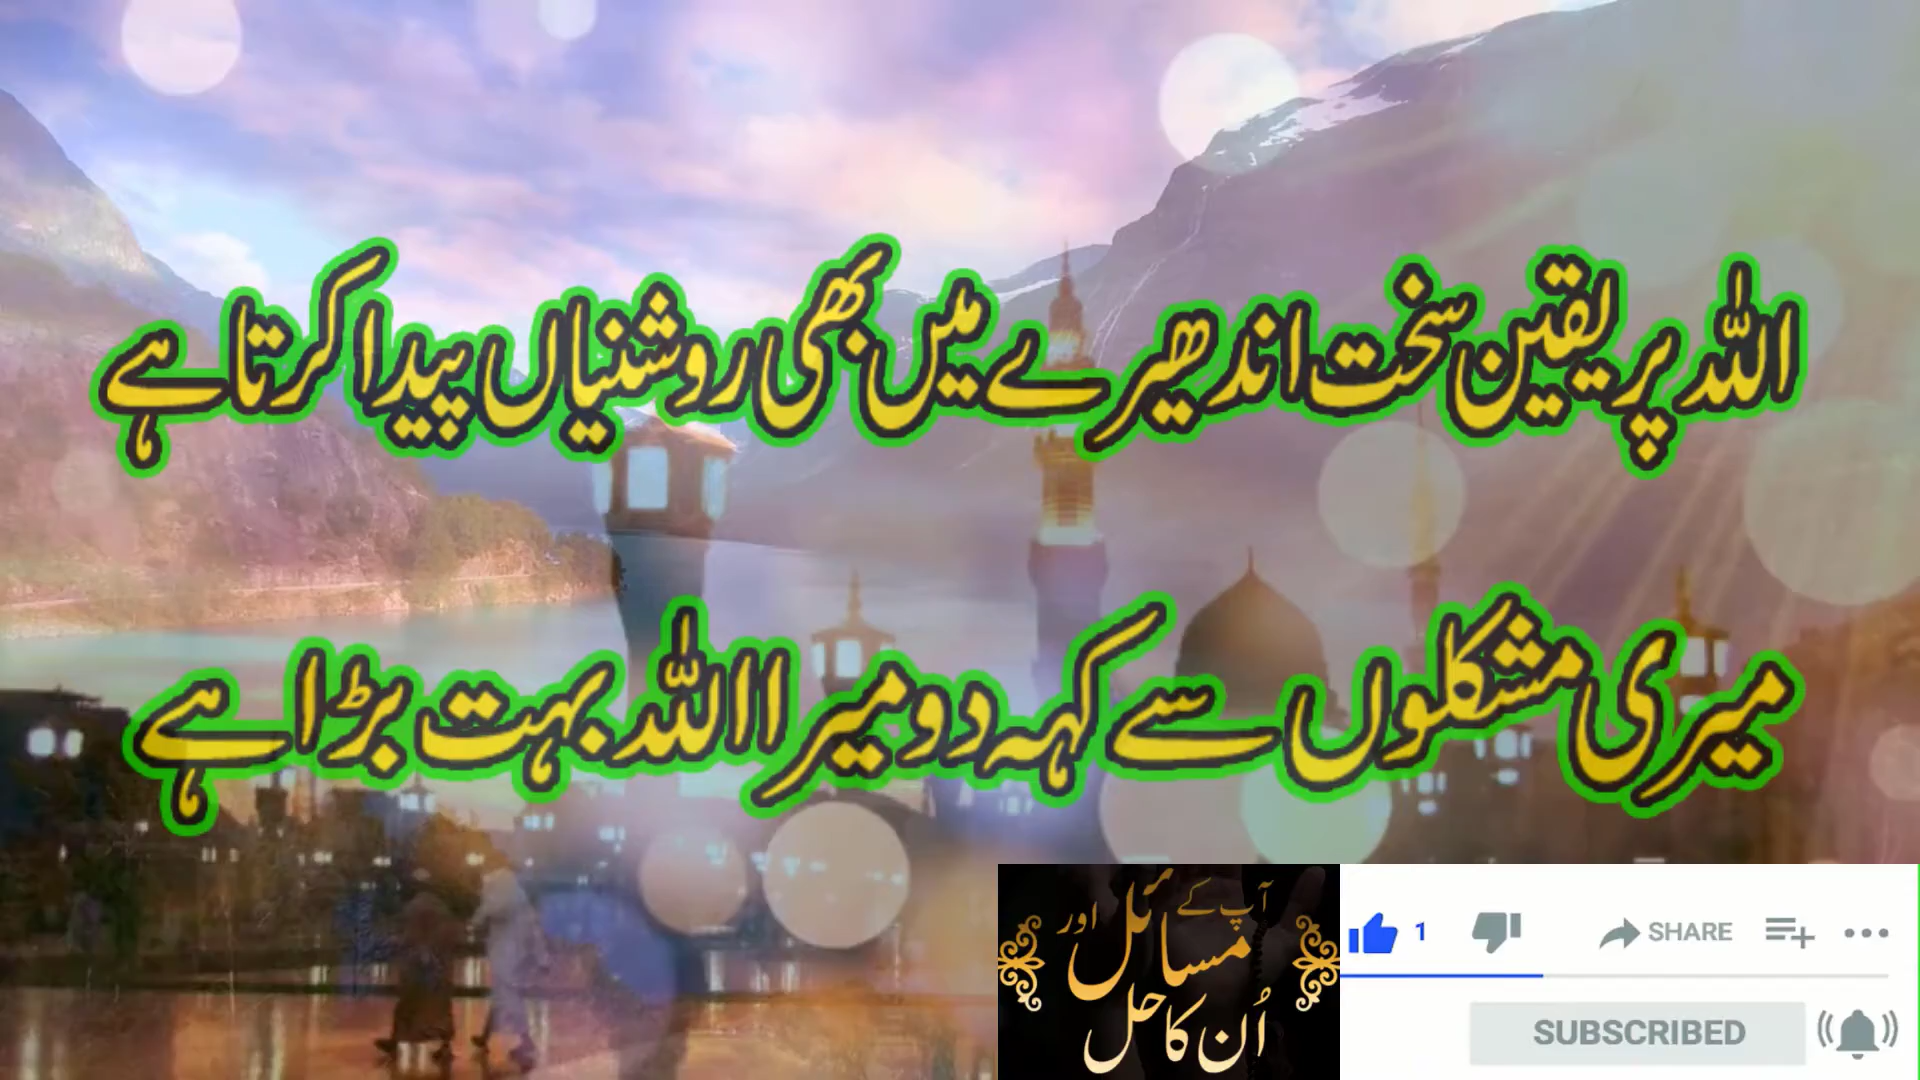 اللہ پر یقین سخت اندھیرے میں بھی روشنیاں پیدا کرتا ہے
میری مشکلوں سے کہہ دو میرا اللہ بہت بڑا ہے
آپ کے
مسائل اور
اُن کا حل
1
SHARE
SUBSCRIBED